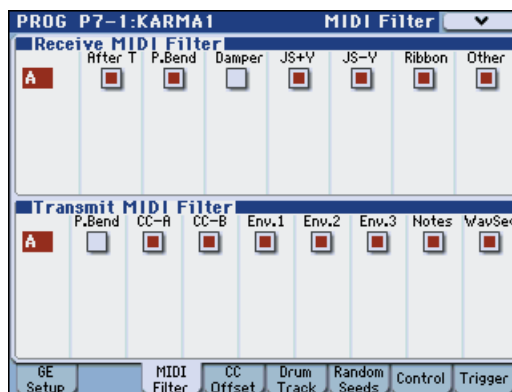 PROG P7-1:KARMA1 MIDI Filter
Receive MIDI Filter
After T P.Bend Damper JS+Y JS-Y Ribbon Other
A
Transmit MIDI Filter
P.Bend CC-A CC-B Env.1 Env.2 Env.3 Notes WavSeq
A
GE Setup MIDI Filter CC Offset Drum Track Random Seeds Control Trigger